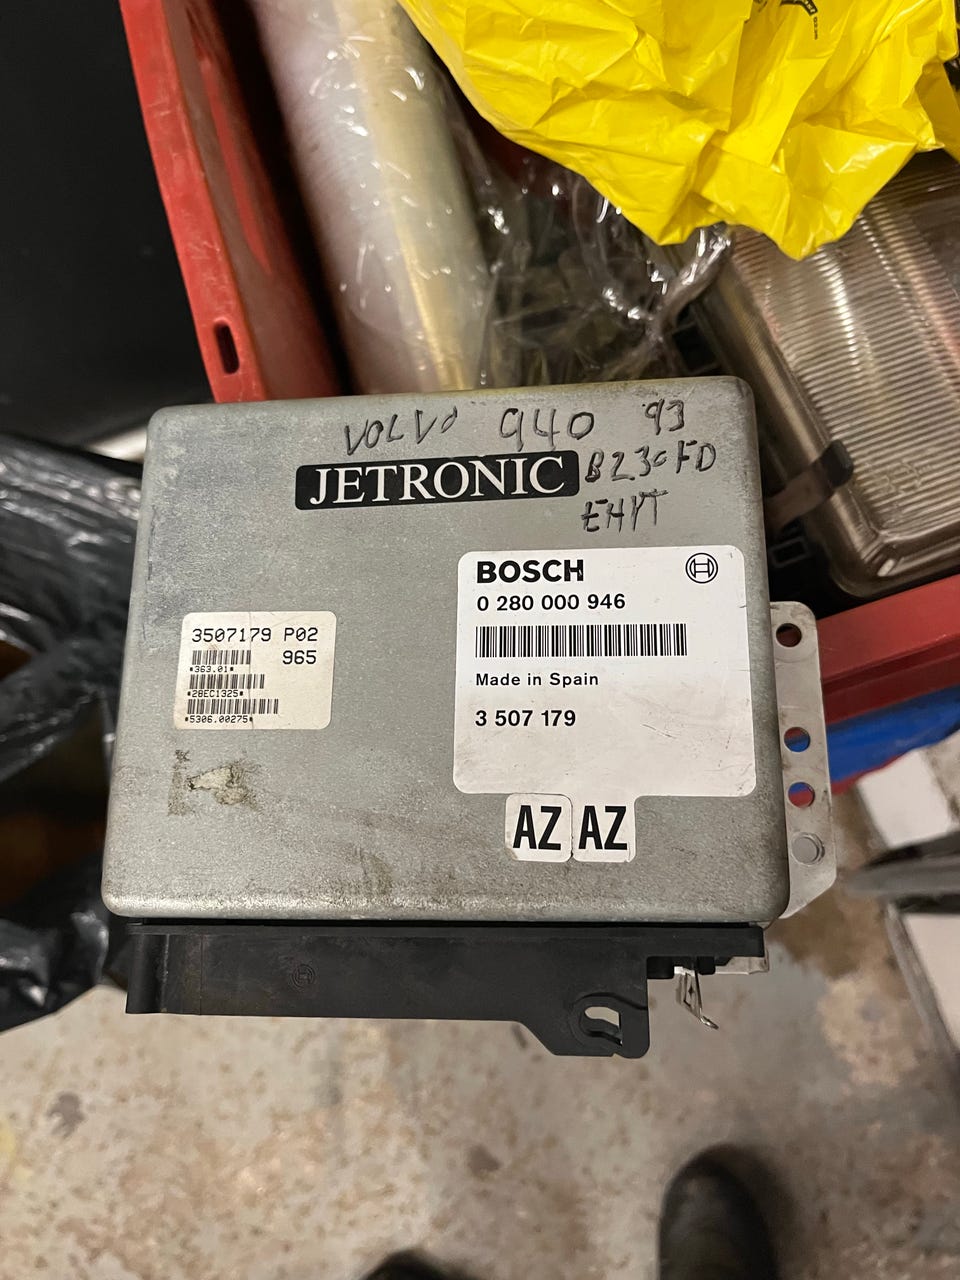 VOLVO 940 93
JETRONIC B230FD
BOSCH
0 280 000 946
Made in Spain
3 507 179
3507179 P02
965
*363.01*
*28EC1325*
*5306.00275*
AZ AZ